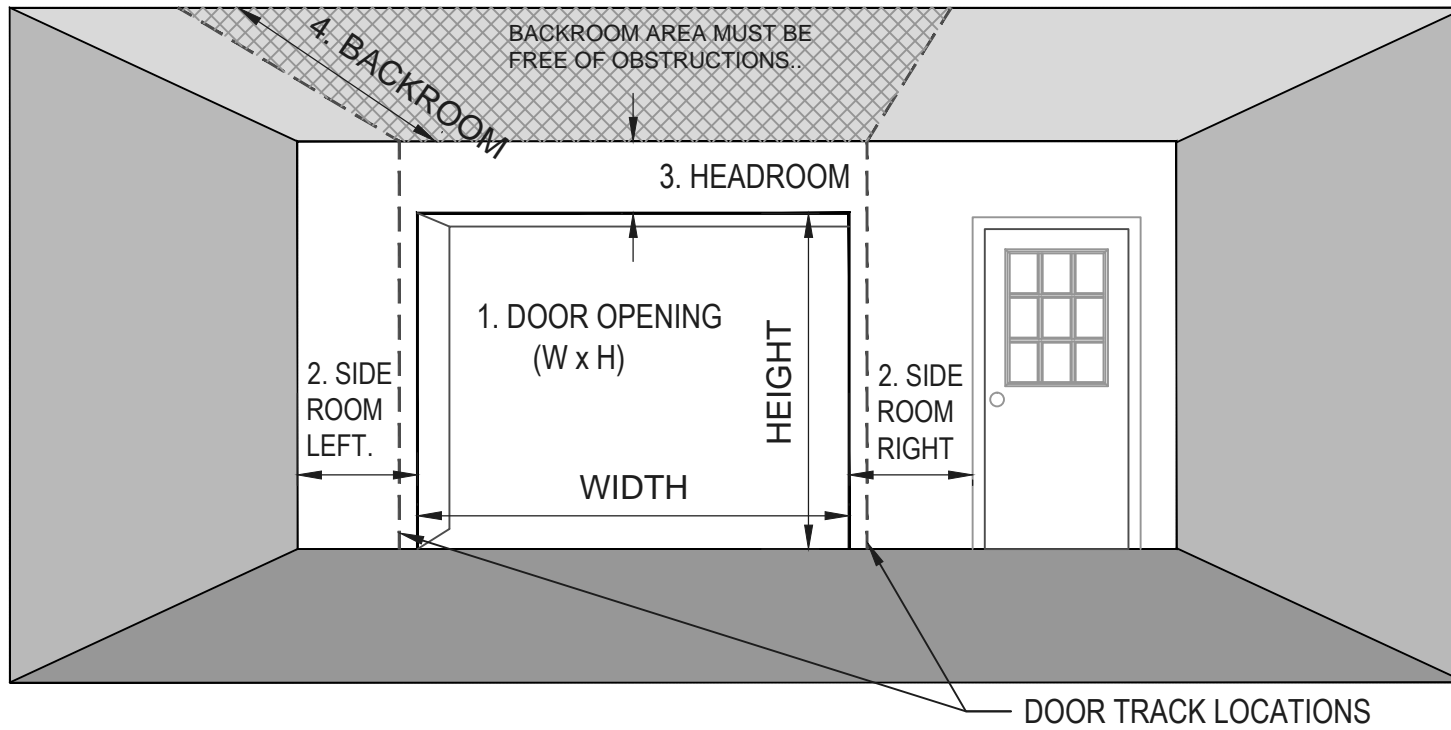 4. BACKROOM
BACKROOM AREA MUST BE
FREE OF OBSTRUCTIONS..
3. HEADROOM
1. DOOR OPENING
(W x H)
HEIGHT
2. SIDE
ROOM
LEFT.
2. SIDE
ROOM
RIGHT
WIDTH
DOOR TRACK LOCATIONS